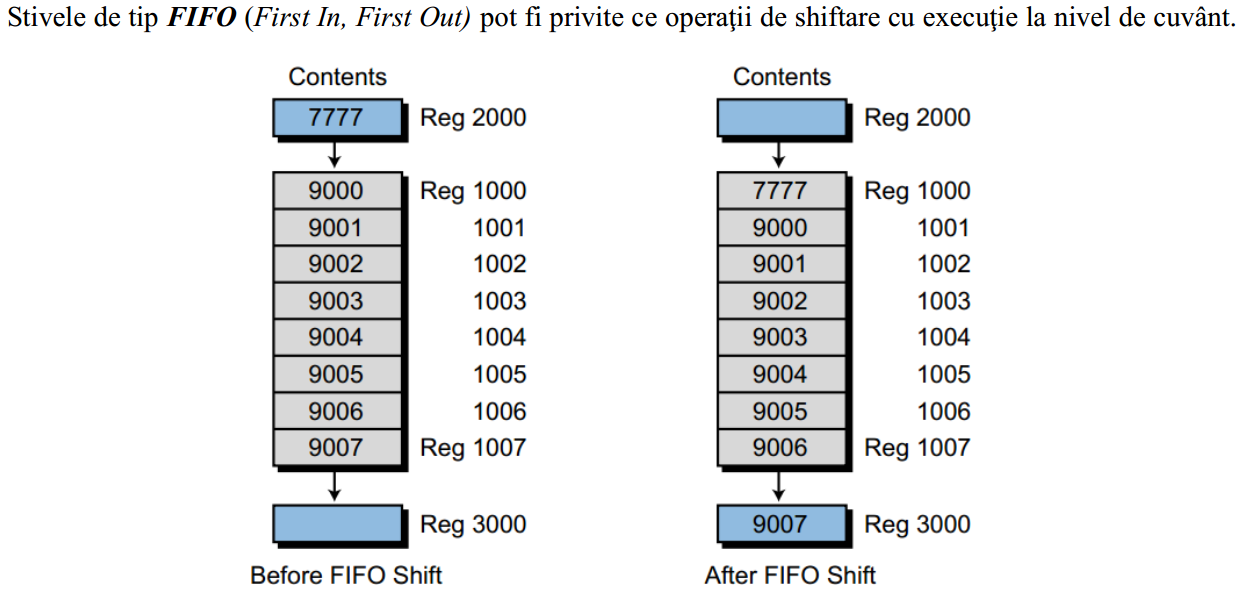 Stivele de tip FIFO (First In, First Out) pot fi privite ce operaţii de shiftare cu execuţie la nivel de cuvânt.
Contents Contents
7777 Reg 2000 Reg 2000
9000 Reg 1000 7777 Reg 1000
9001 1001 9000 1001
9002 1002 9001 1002
9003 1003 9002 1003
9004 1004 9003 1004
9005 1005 9004 1005
9006 1006 9005 1006
9007 Reg 1007 9006 Reg 1007
Reg 3000 9007 Reg 3000
Before FIFO Shift After FIFO Shift